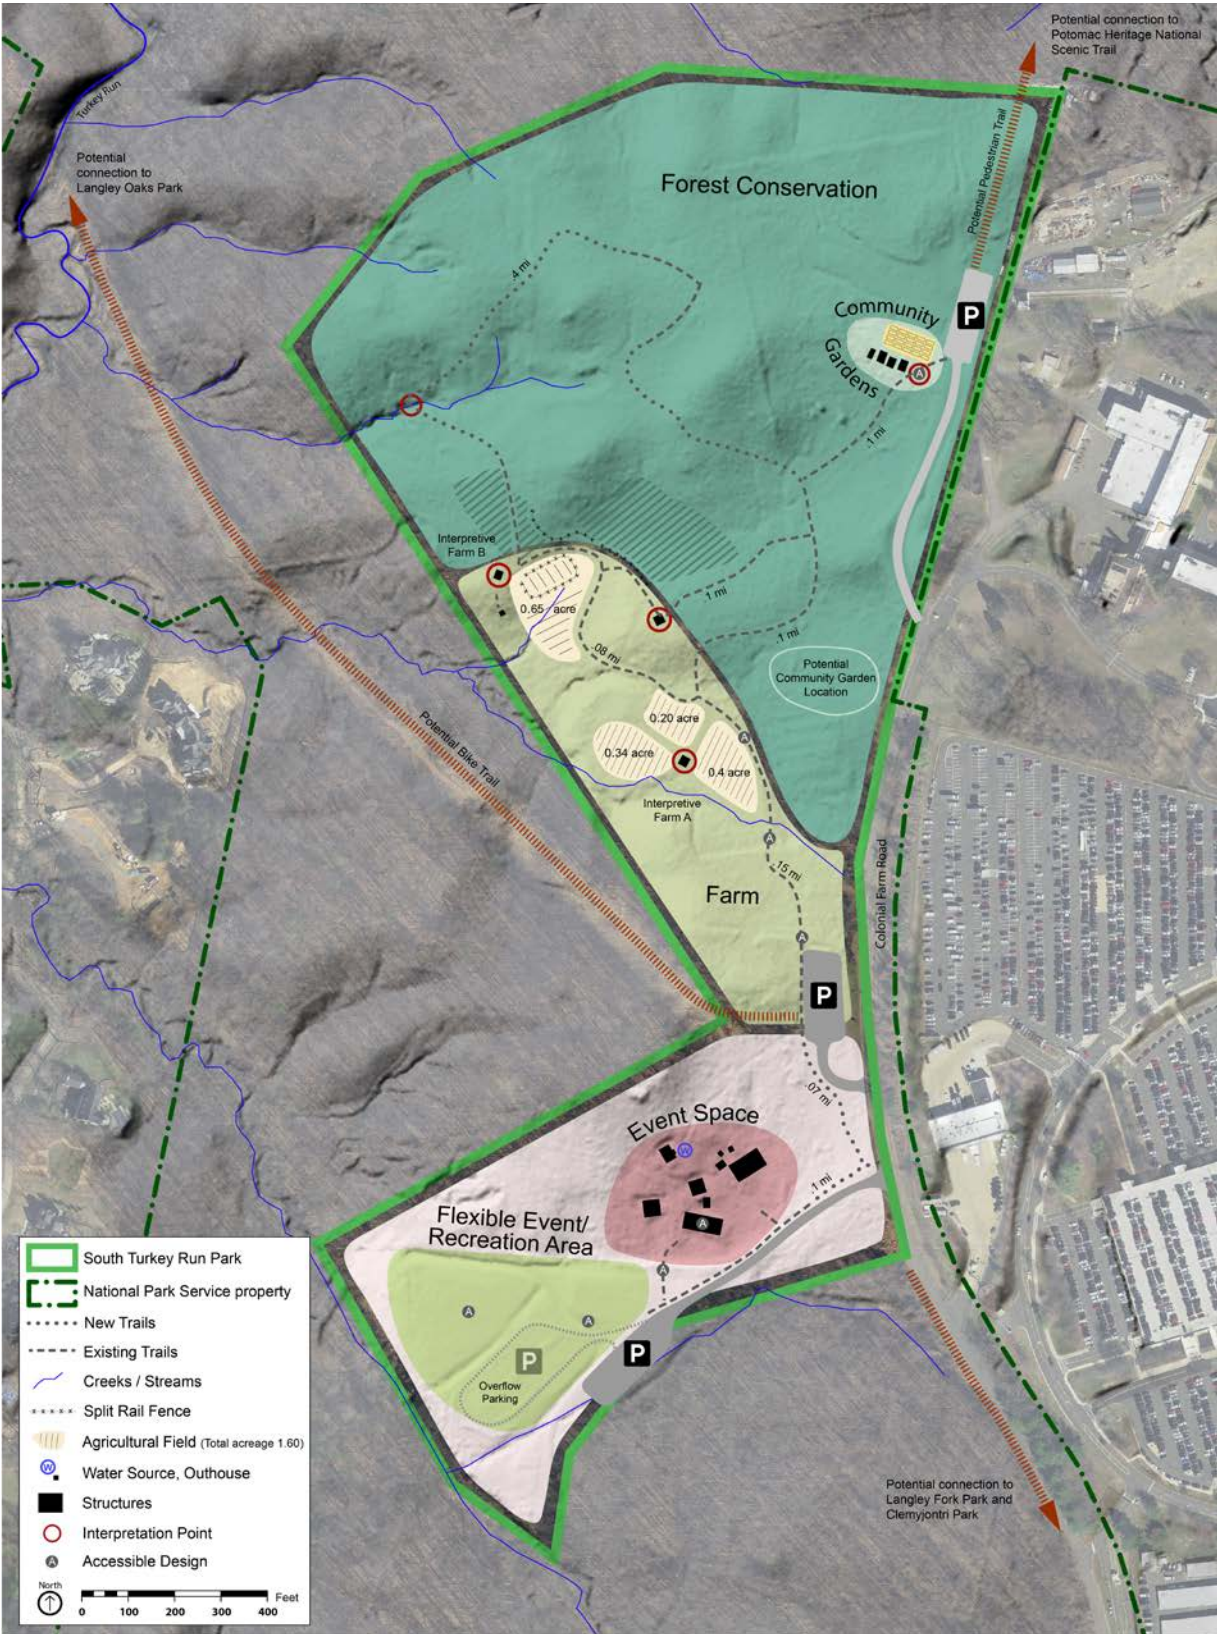 Potential connection to
Potomac Heritage National
Scenic Trail
Turkey Run
Potential
connection to
Langley Oaks Park
Potential Pedestrian Trail
Forest Conservation
.4 mi
Community
Gardens
P
A
.1 mi
Interpretive
Farm B
0.65 acre
.1 mi
.1 mi
.08 mi
Potential
Community Garden
Location
0.20 acre
0.34 acre
0.4 acre
A
Interpretive
Farm A
Potential Bike Trail
A
.15 mi
Farm
Colonial Farm Road
A
P
.07 mi
Event Space
W
.1 mi
A
Flexible Event/
Recreation Area
A
A
A
P
P
Overflow
Parking
Potential connection to
Langley Fork Park and
Clemyjontri Park
South Turkey Run Park
National Park Service property
New Trails
Existing Trails
Creeks / Streams
Split Rail Fence
Agricultural Field (Total acreage 1.60)
W
Water Source, Outhouse
Structures
Interpretation Point
A
Accessible Design
North
Feet
0 100 200 300 400